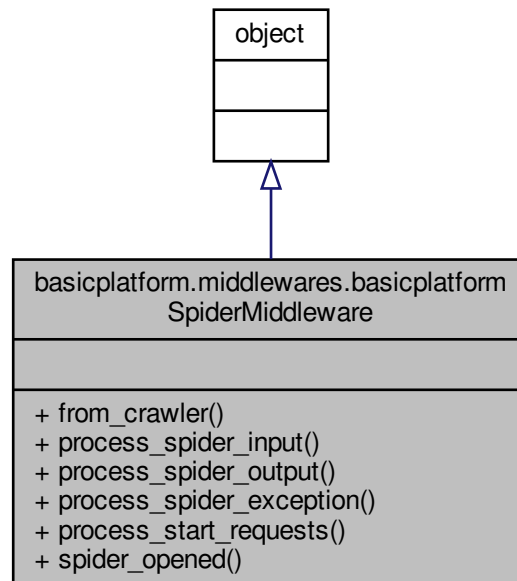 object
basicplatform.middlewares.basicplatform
SpiderMiddleware
+ from_crawler()
+ process_spider_input()
+ process_spider_output()
+ process_spider_exception()
+ process_start_requests()
+ spider_opened()